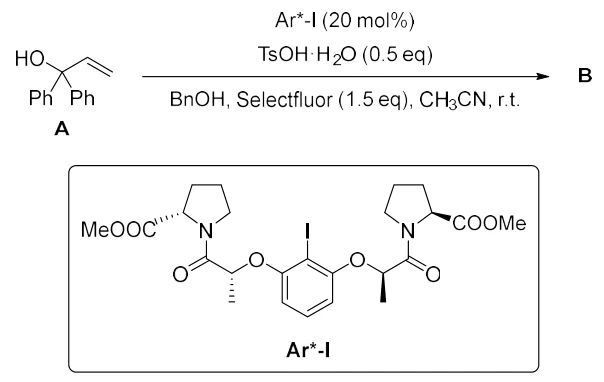 Ar*-I (20 mol%)
TsOH·H₂O (0.5 eq)
BnOH, Selectfluor (1.5 eq), CH₃CN, r.t.
HO
Ph Ph
A
B
MeOOC N O O I O O N COOMe
Ar*-I